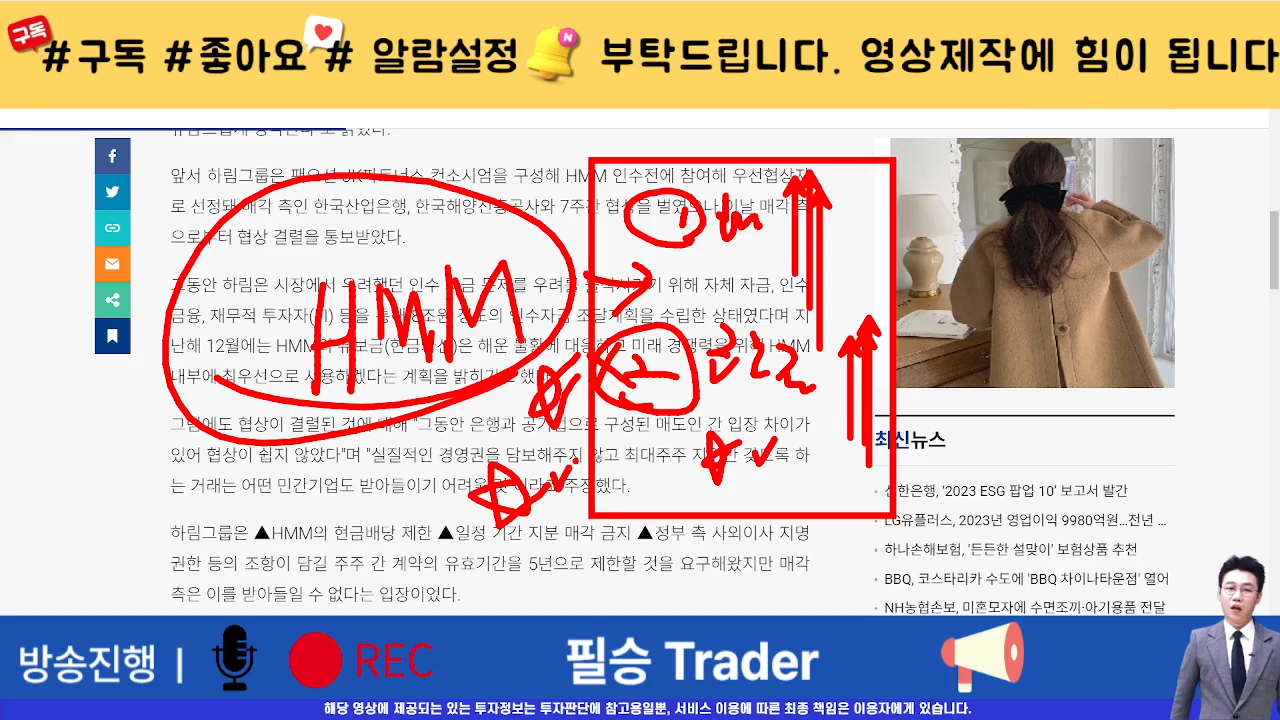 구독
#구독 #좋아요 # 알람설정 N 부탁드립니다. 영상제작에 힘이 됩니다
앞서 하림그룹은 팬오션 JK파트너스 컨소시엄을 구성해 HMM 인수전에 참여해 우선협상자
로 선정돼 매각 측인 한국산업은행, 한국해양진흥공사와 7주간 협상을 벌였으나 이날 매각 측
으로부터 협상 결렬을 통보받았다.
그동안 하림은 시장에서 우려했던 인수 자금 문제를 우려를 위해 자체 자금, 인수
금융, 재무적 투자자(FI) 등을 통해 8조원 정도의 인수자금 조달계획을 수립한 상태였다며 지
난해 12월에는 HMM의 유보금(현금자산)은 해운 불황에 대응하고 미래 경쟁력을 위해 HMM
내부에 최우선으로 사용하겠다는 계획을 밝히기도 했다.
그럼에도 협상이 결렬된 것에 대해 "그동안 은행과 공기업으로 구성된 매도인 간 입장 차이가
있어 협상이 쉽지 않았다"며 "실질적인 경영권을 담보해주지 않고 최대주주 지위만 갖도록 하
는 거래는 어떤 민간기업도 받아들이기 어려울 것"이라고 주장했다.
하림그룹은 ▲HMM의 현금배당 제한 ▲일정 기간 지분 매각 금지 ▲정부 측 사외이사 지명
권한 등의 조항이 담길 주주 간 계약의 유효기간을 5년으로 제한할 것을 요구해왔지만 매각
측은 이를 받아들일 수 없다는 입장이었다.
HMM
①
②
최신뉴스
신한은행, '2023 ESG 팝업 10' 보고서 발간
LG유플러스, 2023년 영업이익 9980억원…전년 ...
하나손해보험, '든든한 설맞이' 보험상품 추천
BBQ, 코스타리카 수도에 'BBQ 차이나타운점' 열어
NH농협손보, 미혼모자에 수면조끼·아기용품 전달
방송진행 | REC 필승 Trader
해당 영상에 제공되는 있는 투자정보는 투자판단에 참고용일뿐, 서비스 이용에 따른 최종 책임은 이용자에게 있습니다.